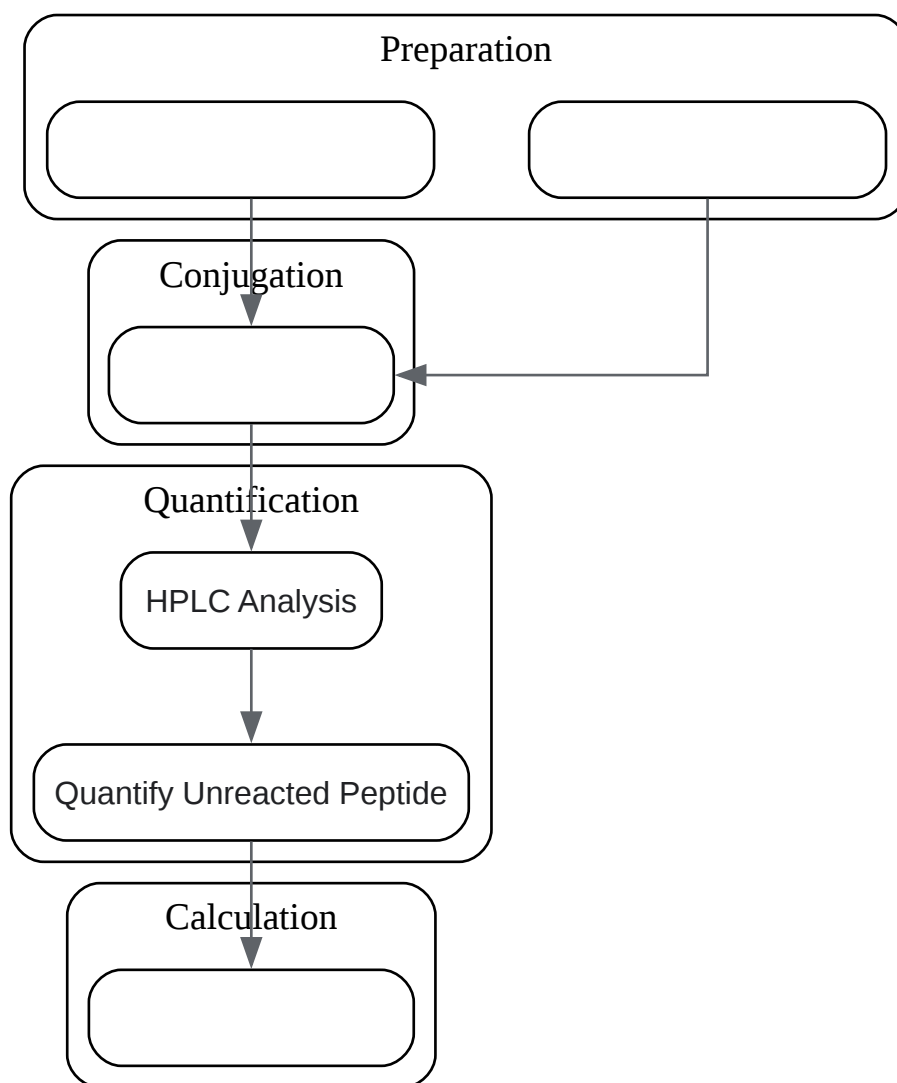 Preparation
Conjugation
Quantification
HPLC Analysis
Quantify Unreacted Peptide
Calculation